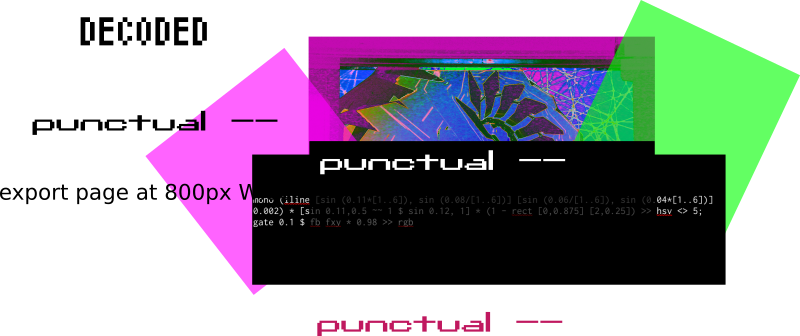 DECODED
punctual --
export page at 800px W
punctual --
mono (iline [sin (0.11*[1..6]), sin (0.08/[1..6])] [sin (0.06/[1..6]), sin (0.04*[1..6])]
0.002) * [sin 0.11,0.5 ~~ 1 $ sin 0.12, 1] * (1 - rect [0,0.875] [2,0.25]) >> hsv <> 5;
gate 0.1 $ fb fxy * 0.98 >> rgb
punctual --